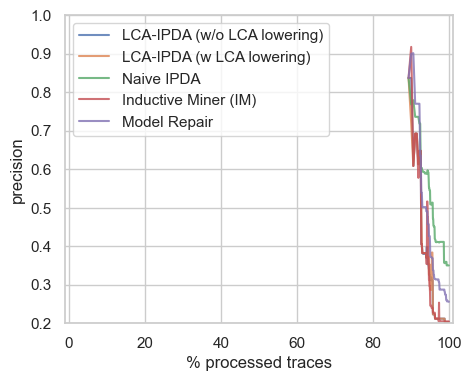 1.0
0.9
0.8
0.7
0.6
0.5
0.4
0.3
0.2
precision
LCA-IPDA (w/o LCA lowering)
LCA-IPDA (w LCA lowering)
Naive IPDA
Inductive Miner (IM)
Model Repair
0 20 40 60 80 100
% processed traces